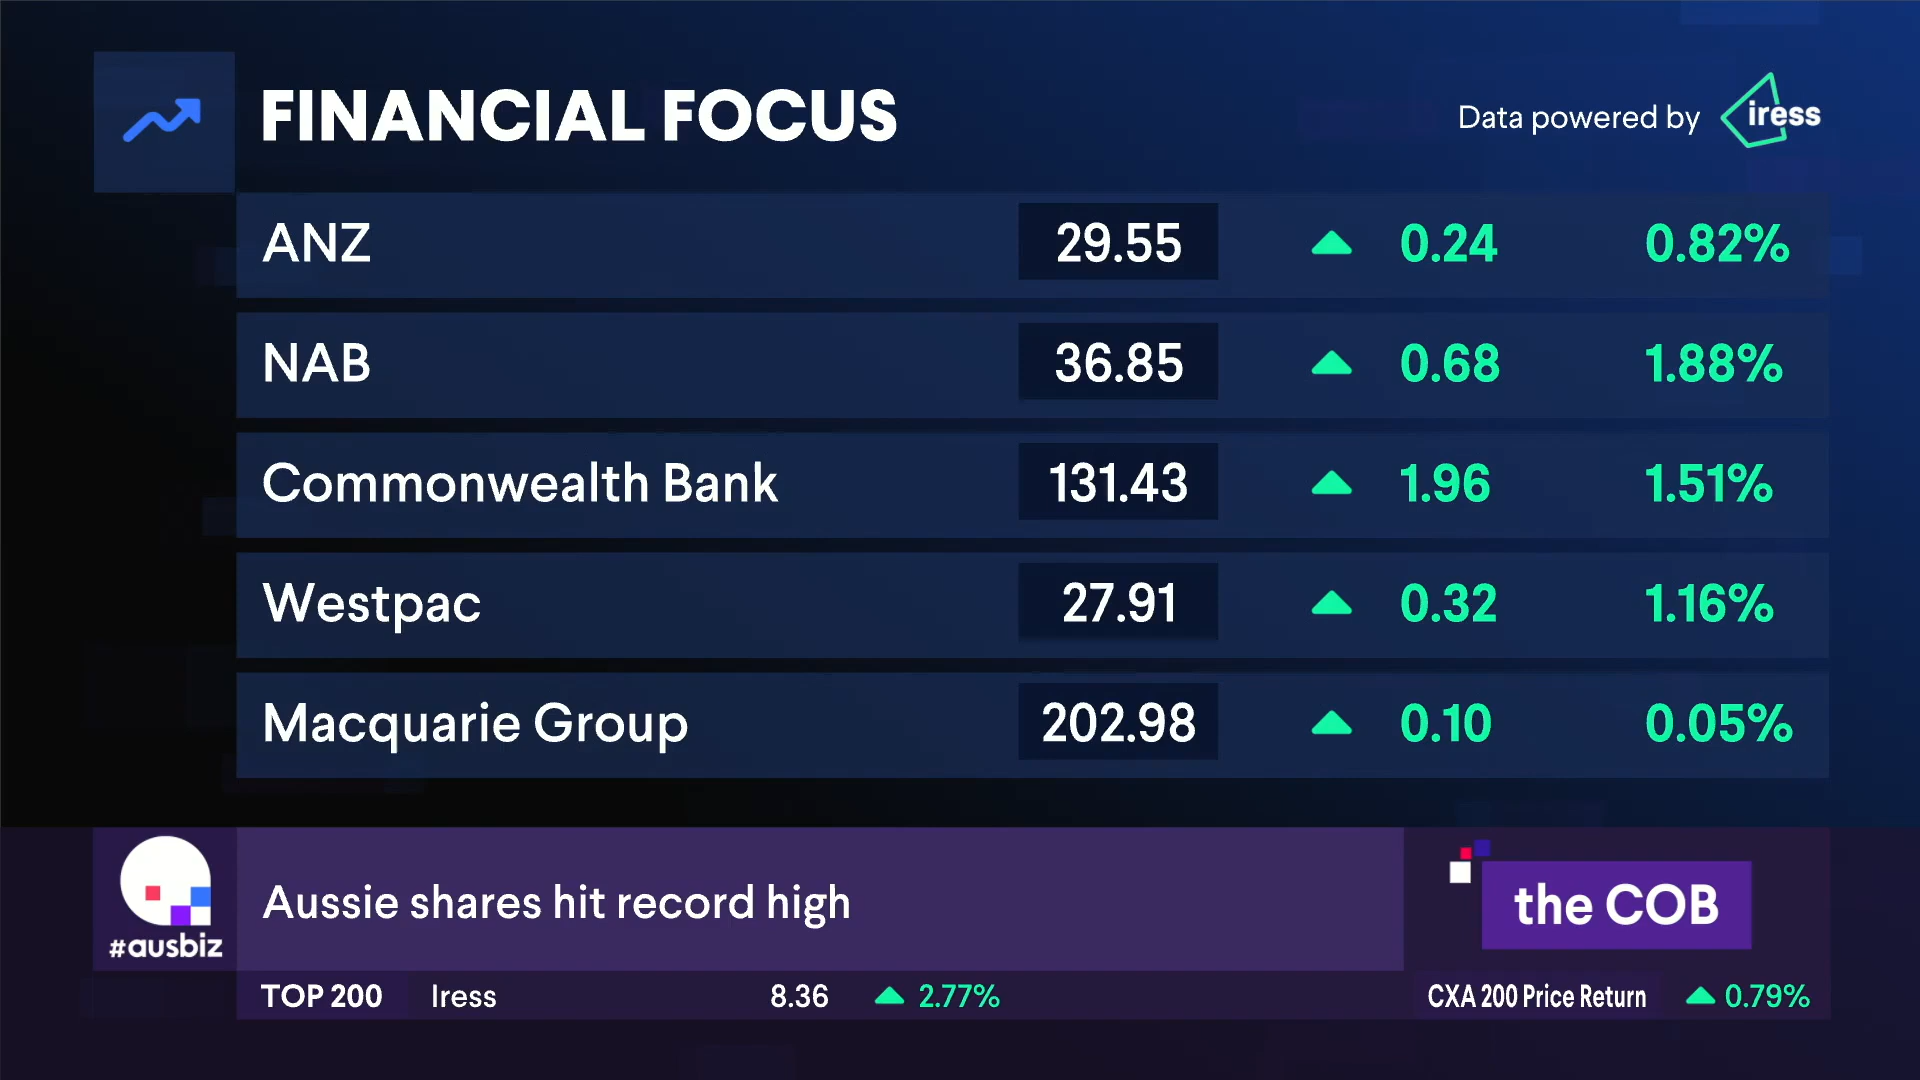 FINANCIAL FOCUS
Data powered by iress
ANZ 29.55 0.24 0.82%
NAB 36.85 0.68 1.88%
Commonwealth Bank 131.43 1.96 1.51%
Westpac 27.91 0.32 1.16%
Macquarie Group 202.98 0.10 0.05%
Aussie shares hit record high
#ausbiz
the COB
TOP 200 Iress 8.36 2.77% CXA 200 Price Return 0.79%